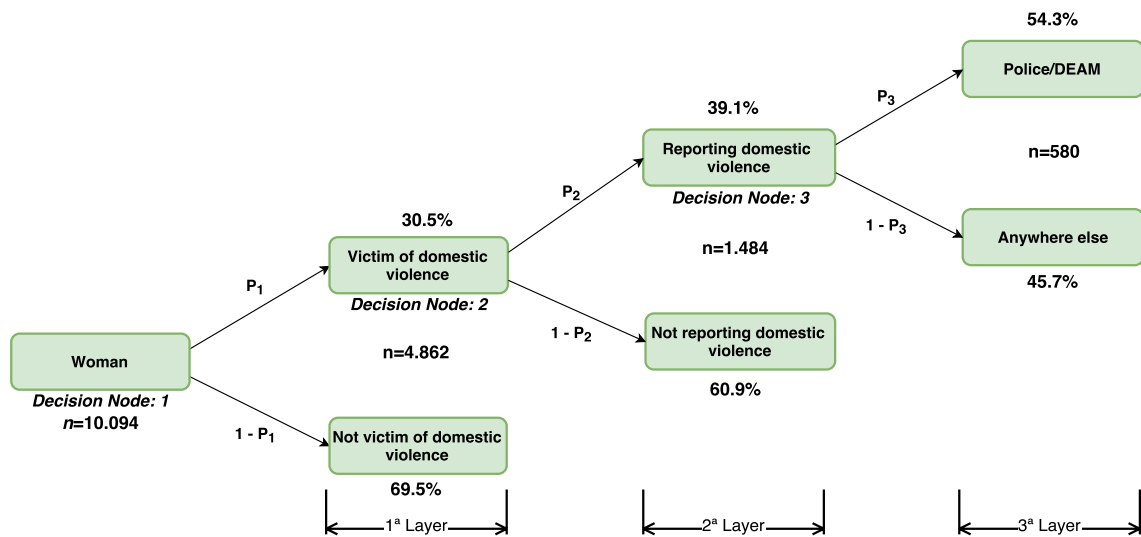 54.3%
Police/DEAM
P3
39.1%
Reporting domestic
violence
Decision Node: 3
n=580
P2
1 - P3
Anywhere else
45.7%
30.5%
Victim of domestic
violence
Decision Node: 2
n=1.484
P1
1 - P2
Not reporting domestic
violence
60.9%
n=4.862
Woman
Decision Node: 1
n=10.094
1 - P1
Not victim of domestic
violence
69.5%
1ª Layer
2ª Layer
3ª Layer